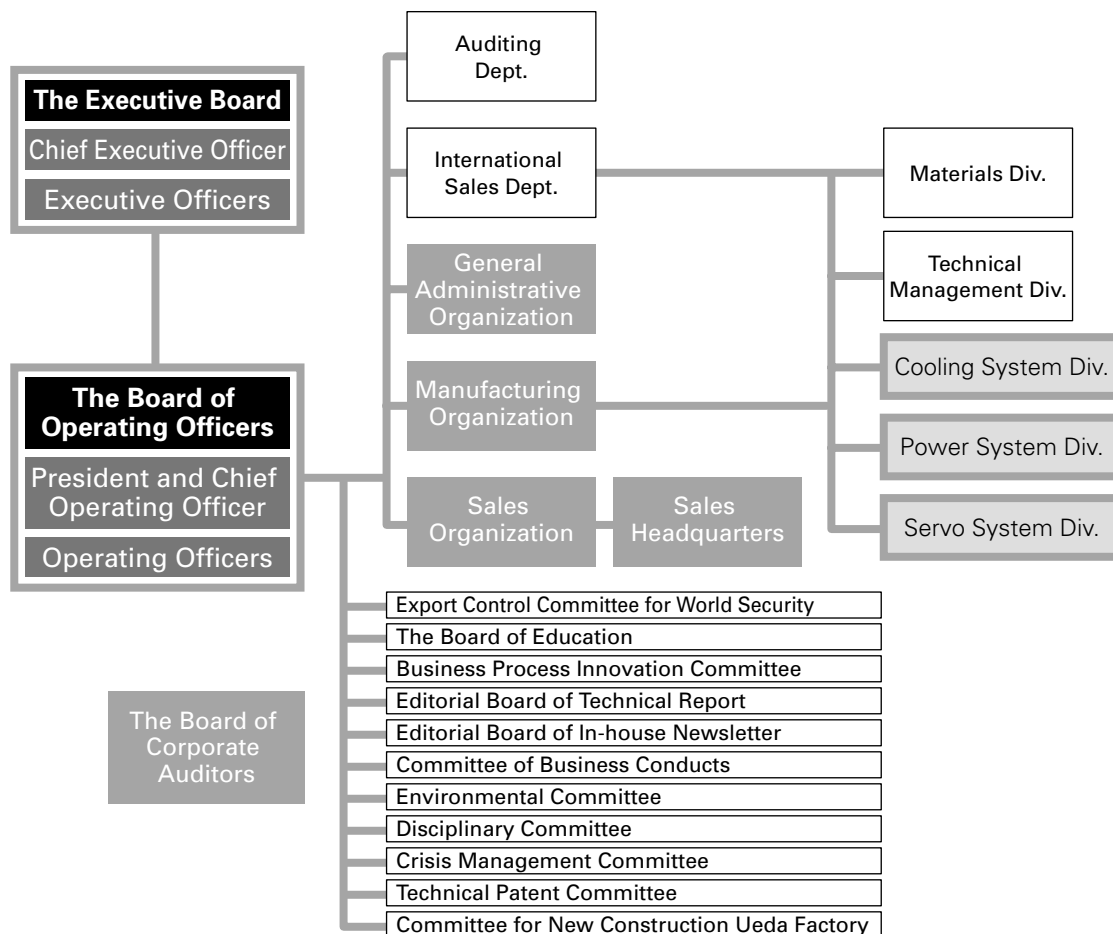 The Executive Board
Chief Executive Officer
Executive Officers
The Board of
Operating Officers
President and Chief
Operating Officer
Operating Officers
The Board of
Corporate
Auditors
Auditing
Dept.
International
Sales Dept.
General
Administrative
Organization
Manufacturing
Organization
Sales
Organization
Sales
Headquarters
Materials Div.
Technical
Management Div.
Cooling System Div.
Power System Div.
Servo System Div.
Export Control Committee for World Security
The Board of Education
Business Process Innovation Committee
Editorial Board of Technical Report
Editorial Board of In-house Newsletter
Committee of Business Conducts
Environmental Committee
Disciplinary Committee
Crisis Management Committee
Technical Patent Committee
Committee for New Construction Ueda Factory